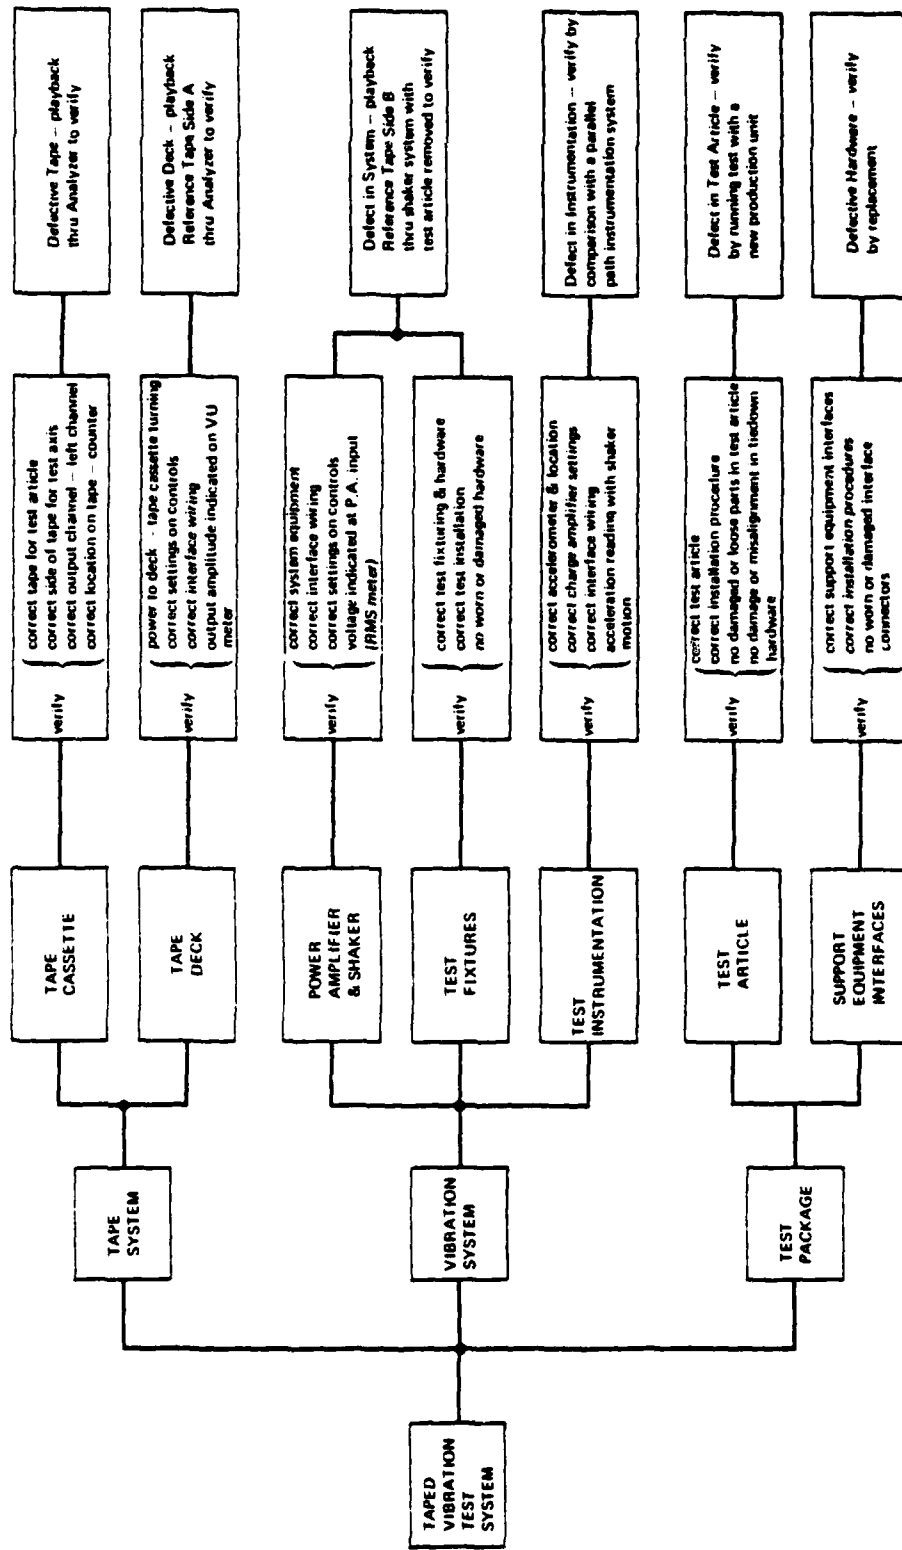 TAPED
VIBRATION
TEST
SYSTEM
TAPE
SYSTEM
VIBRATION
SYSTEM
TEST
PACKAGE
TAPE
CASSETTE
TAPE
DECK
POWER
AMPLIFIER
& SHAKER
TEST
FIXTURES
TEST
INSTRUMENTATION
TEST
ARTICLE
SUPPORT
EQUIPMENT
INTERFACES
verify
correct tape for test article
correct side of tape for test axis
correct output channel – left channel
correct location on tape – counter
verify
power to deck - tape cassette turning
correct settings on controls
correct interface wiring
output amplitude indicated on VU
meter
verify
correct system equipment
correct interface wiring
correct settings on controls
voltage indicated at P.A. input
(RMS meter)
verify
correct test fixturing & hardware
correct test installation
no worn or damaged hardware
verify
correct accelerometer & location
correct charge amplifier settings
correct interface wiring
acceleration reading with shaker
motion
verify
correct test article
correct installation procedure
no damaged or loose parts in test article
no damage or misalignment in tiedown
hardware
verify
correct support equipment interfaces
correct installation procedures
no worn or damaged interface
connectors
Defective Tape – playback
thru Analyzer to verify
Defective Deck – playback
Reference Tape Side A
thru Analyzer to verify
Defect in System – playback
Reference Tape Side B
thru shaker system with
test article removed to verify
Defect in Instrumentation – verify by
comparison with a parallel
path instrumentation system
Defect in Test Article – verify
by running test with a
new production unit
Defective Hardware – verify
by replacement